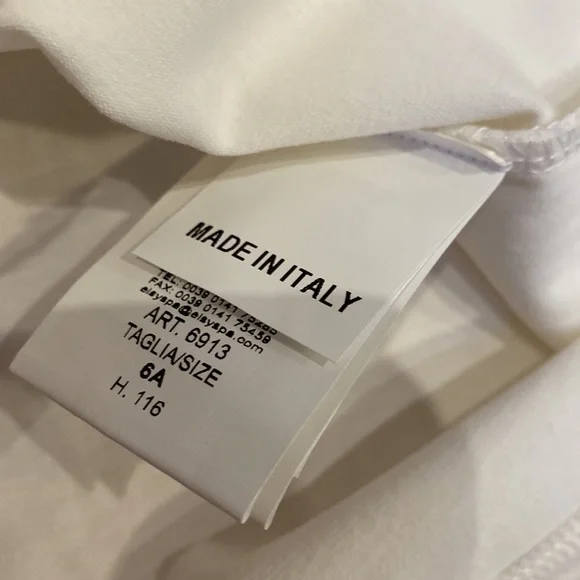 MADE IN ITALY
TEL. 0039 0141
FAX: 0039 0141 75459
elsyspa@elsyspa.com
ART. 6913
TAGLIA/SIZE
6A
H. 116